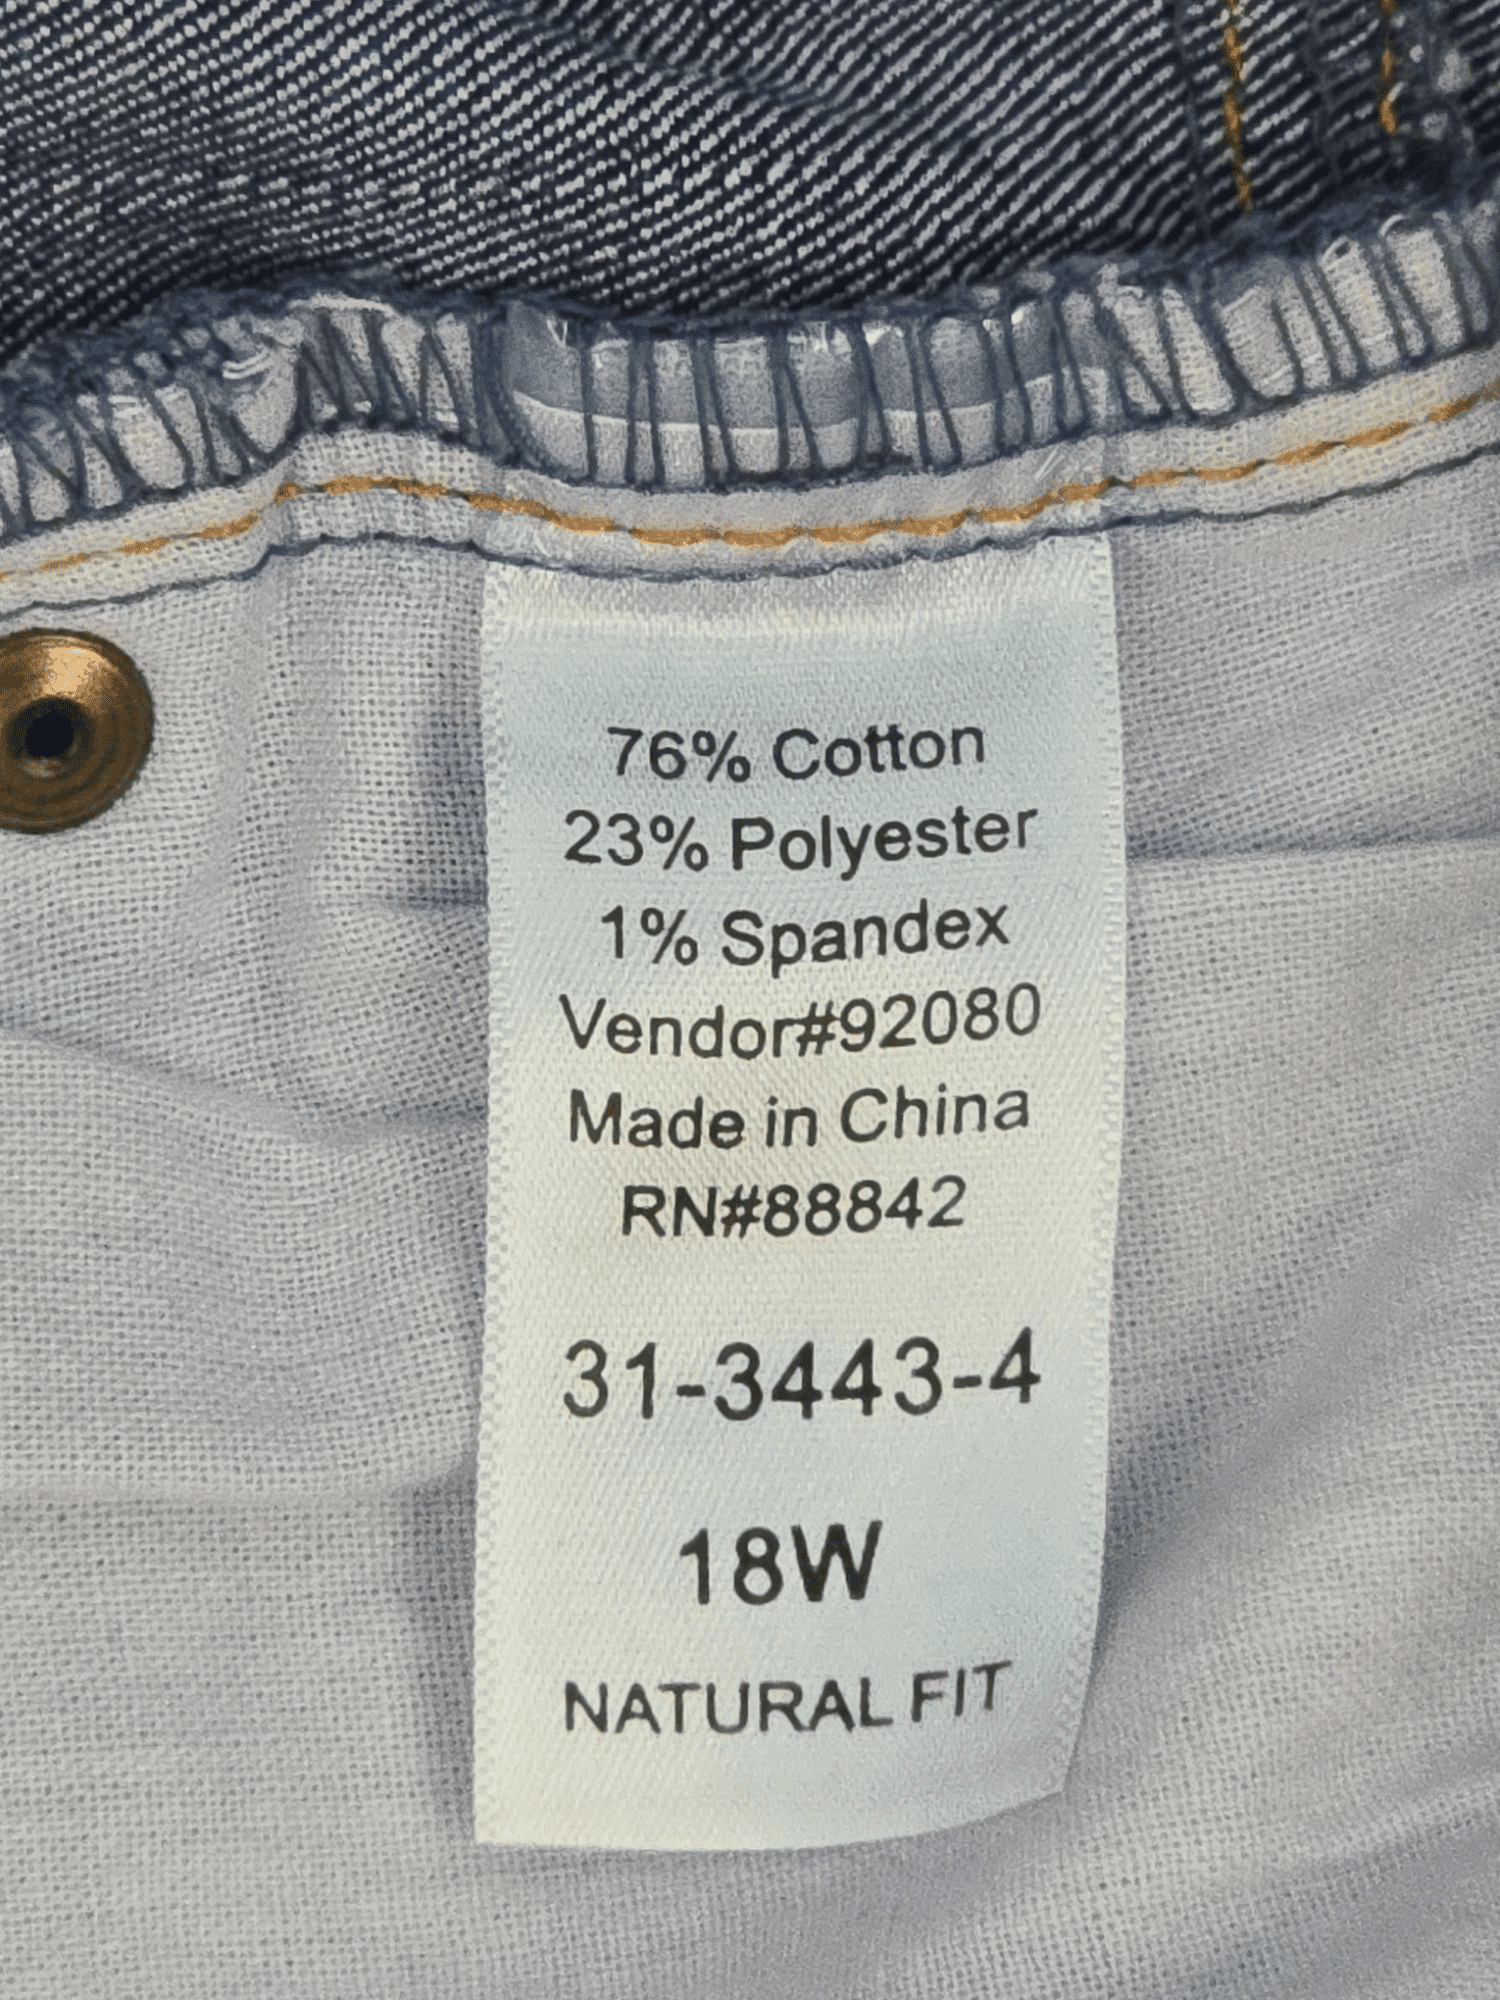 76% Cotton
23% Polyester
1% Spandex
Vendor#92080
Made in China
RN#88842
31-3443-4
18W
NATURAL FIT